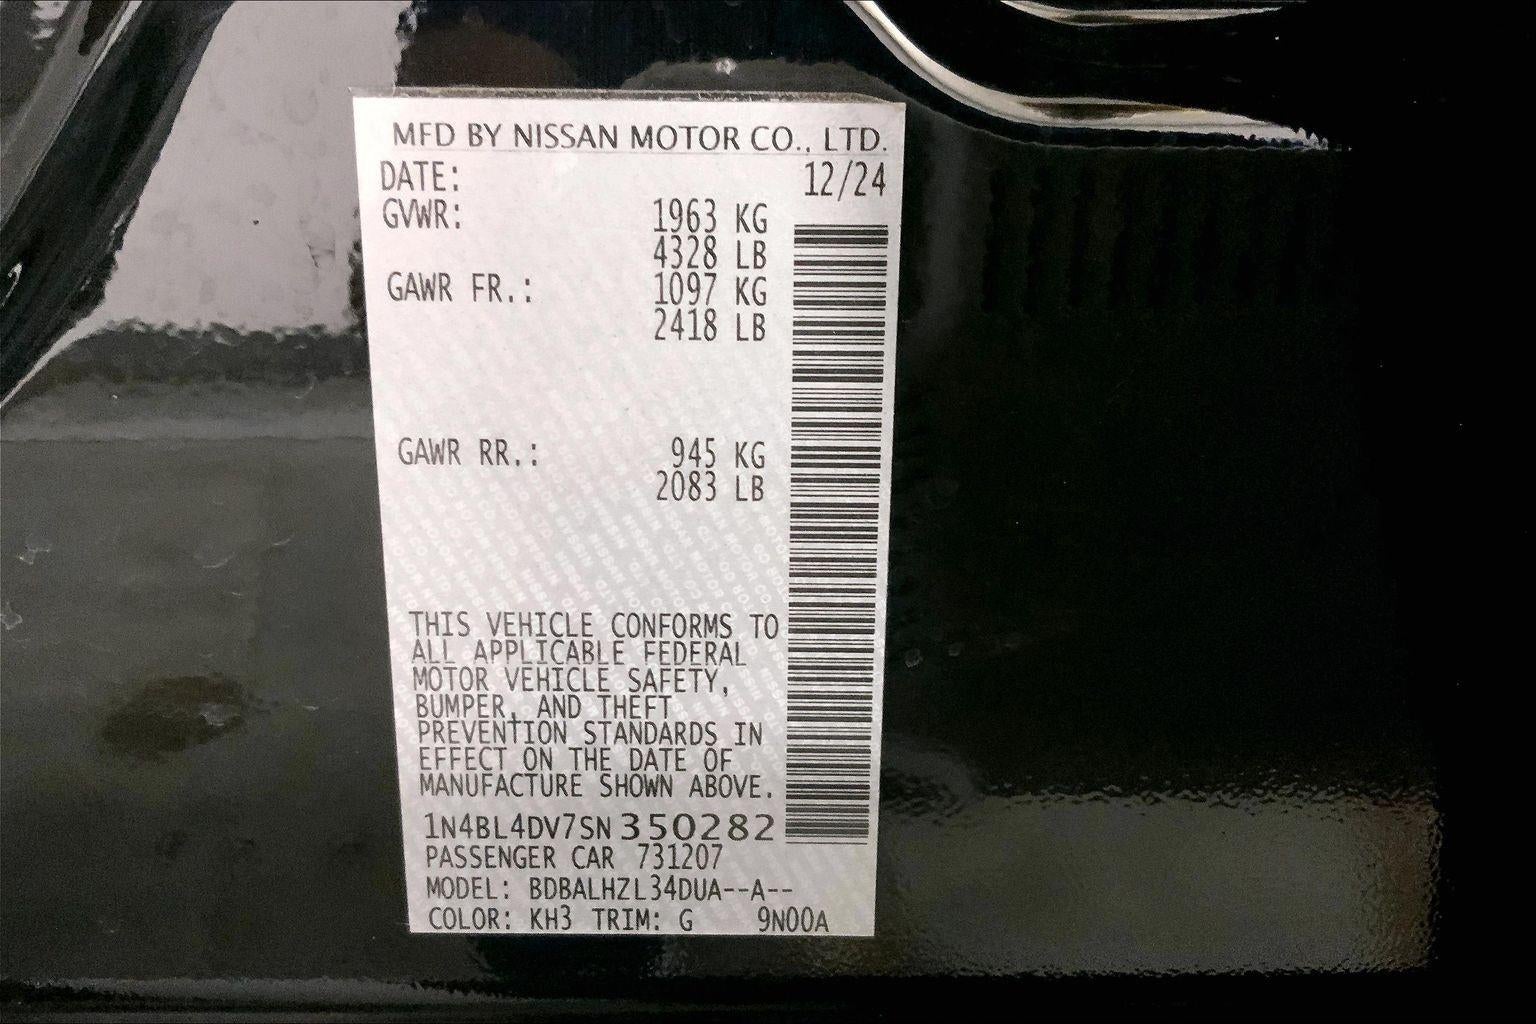 MFD BY NISSAN MOTOR CO., LTD.
DATE: 12/24
GVWR: 1963 KG
4328 LB
GAWR FR.: 1097 KG
2418 LB
GAWR RR.: 945 KG
2083 LB
THIS VEHICLE CONFORMS TO
ALL APPLICABLE FEDERAL
MOTOR VEHICLE SAFETY,
BUMPER, AND THEFT
PREVENTION STANDARDS IN
EFFECT ON THE DATE OF
MANUFACTURE SHOWN ABOVE.
1N4BL4DV7SN350282
PASSENGER CAR 731207
MODEL: BDBALHZL34DUA--A--
COLOR: KH3 TRIM: G 9N00A